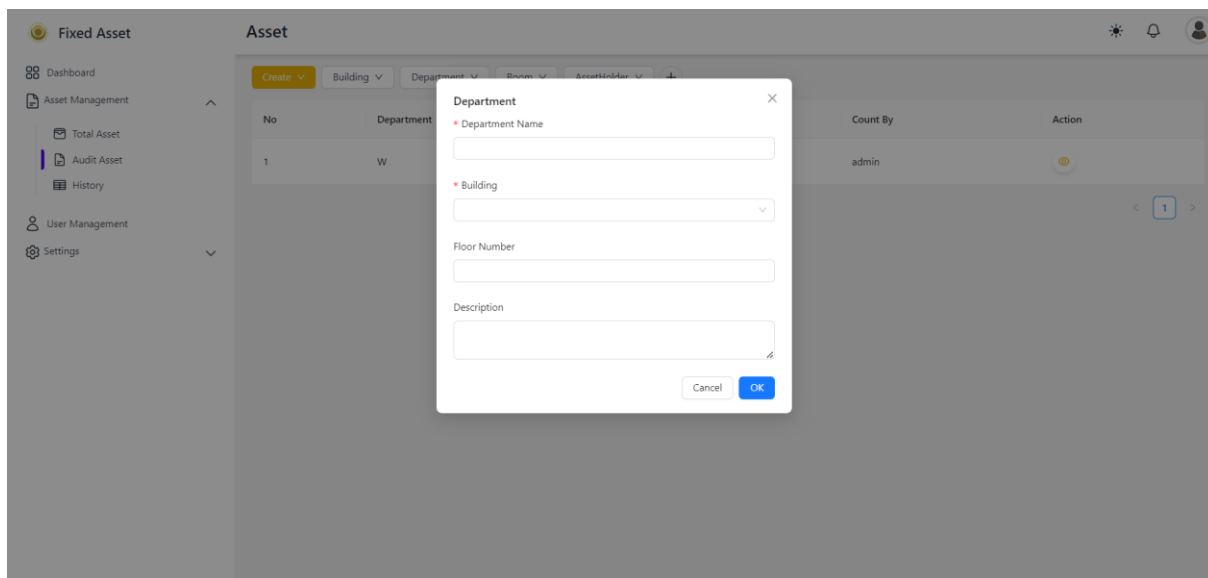 Fixed Asset
Asset
Dashboard
Asset Management
Total Asset
Audit Asset
History
User Management
Settings
Create
Building
Department
Room
AssetHolder
+
No
Department
Count By
Action
1
W
admin
< 1 >
Department
* Department Name
* Building
Floor Number
Description
Cancel
OK